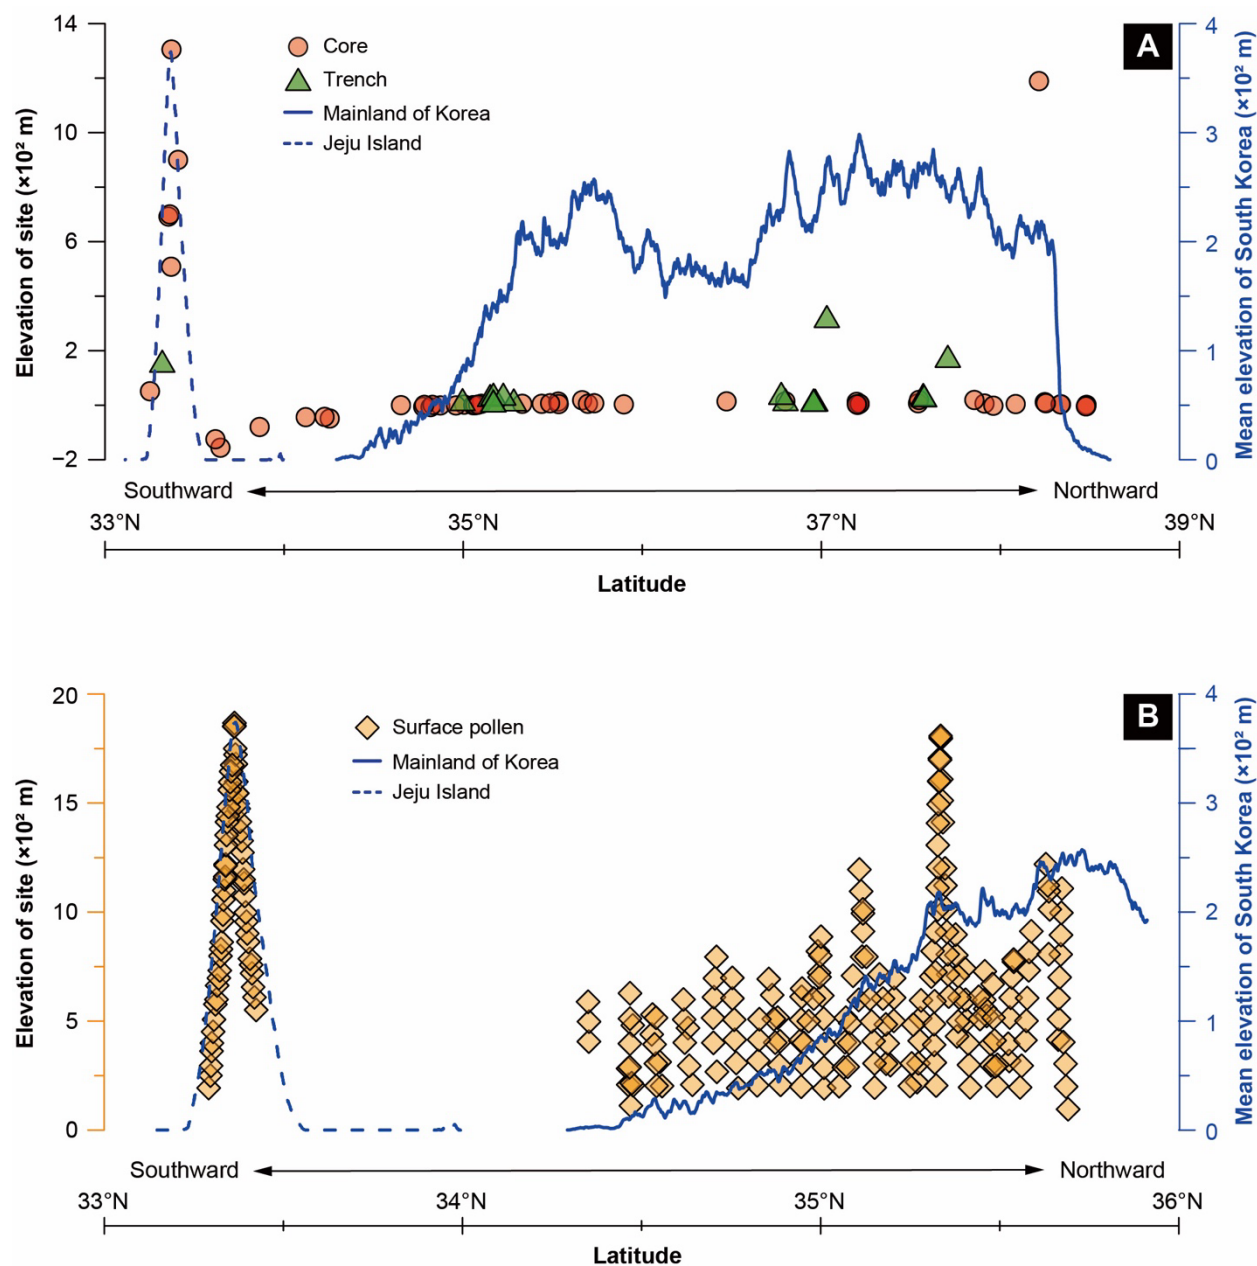 A
Elevation of site (×10² m)
14
10
6
2
−2
Core
Trench
Mainland of Korea
Jeju Island
4
3
2
1
0
Mean elevation of South Korea (×10² m)
Southward
Northward
33°N 35°N 37°N 39°N
Latitude
B
Elevation of site (×10² m)
20
15
10
5
0
Surface pollen
Mainland of Korea
Jeju Island
4
3
2
1
0
Mean elevation of South Korea (×10² m)
Southward
Northward
33°N 34°N 35°N 36°N
Latitude